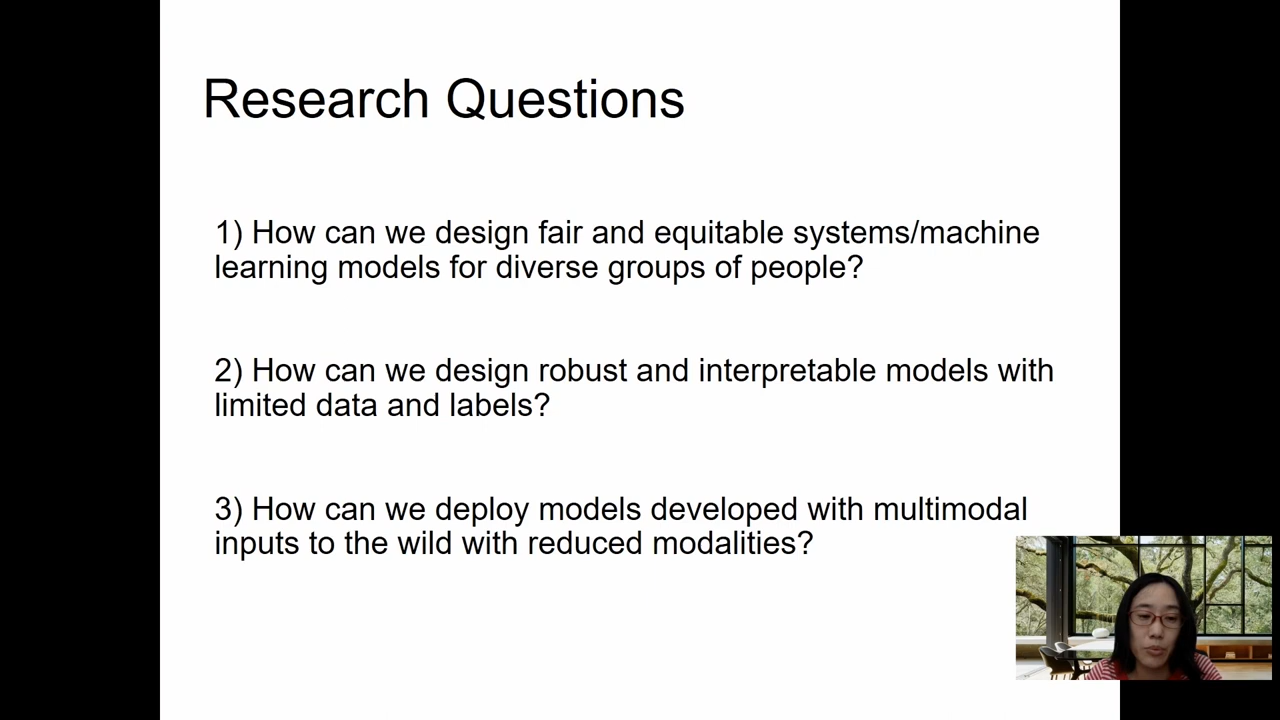 Research Questions
1) How can we design fair and equitable systems/machine
learning models for diverse groups of people?
2) How can we design robust and interpretable models with
limited data and labels?
3) How can we deploy models developed with multimodal
inputs to the wild with reduced modalities?